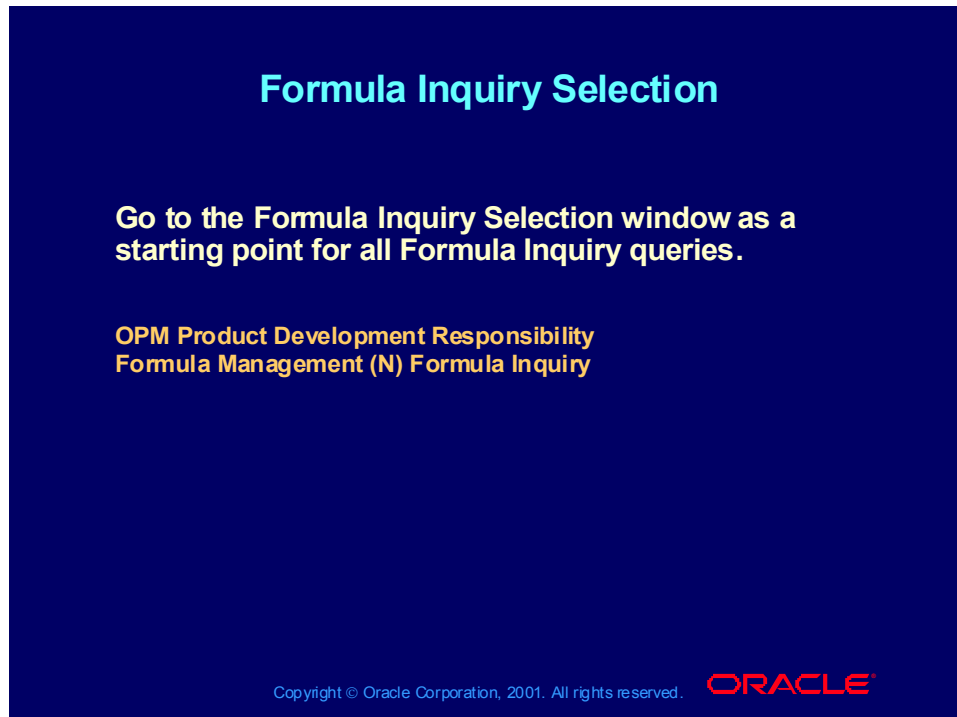 Formula Inquiry Selection
Go to the Formula Inquiry Selection window as a
starting point for all Formula Inquiry queries.
OPM Product Development Responsibility
Formula Management (N) Formula Inquiry
Copyright © Oracle Corporation, 2001. All rights reserved.
ORACLE®